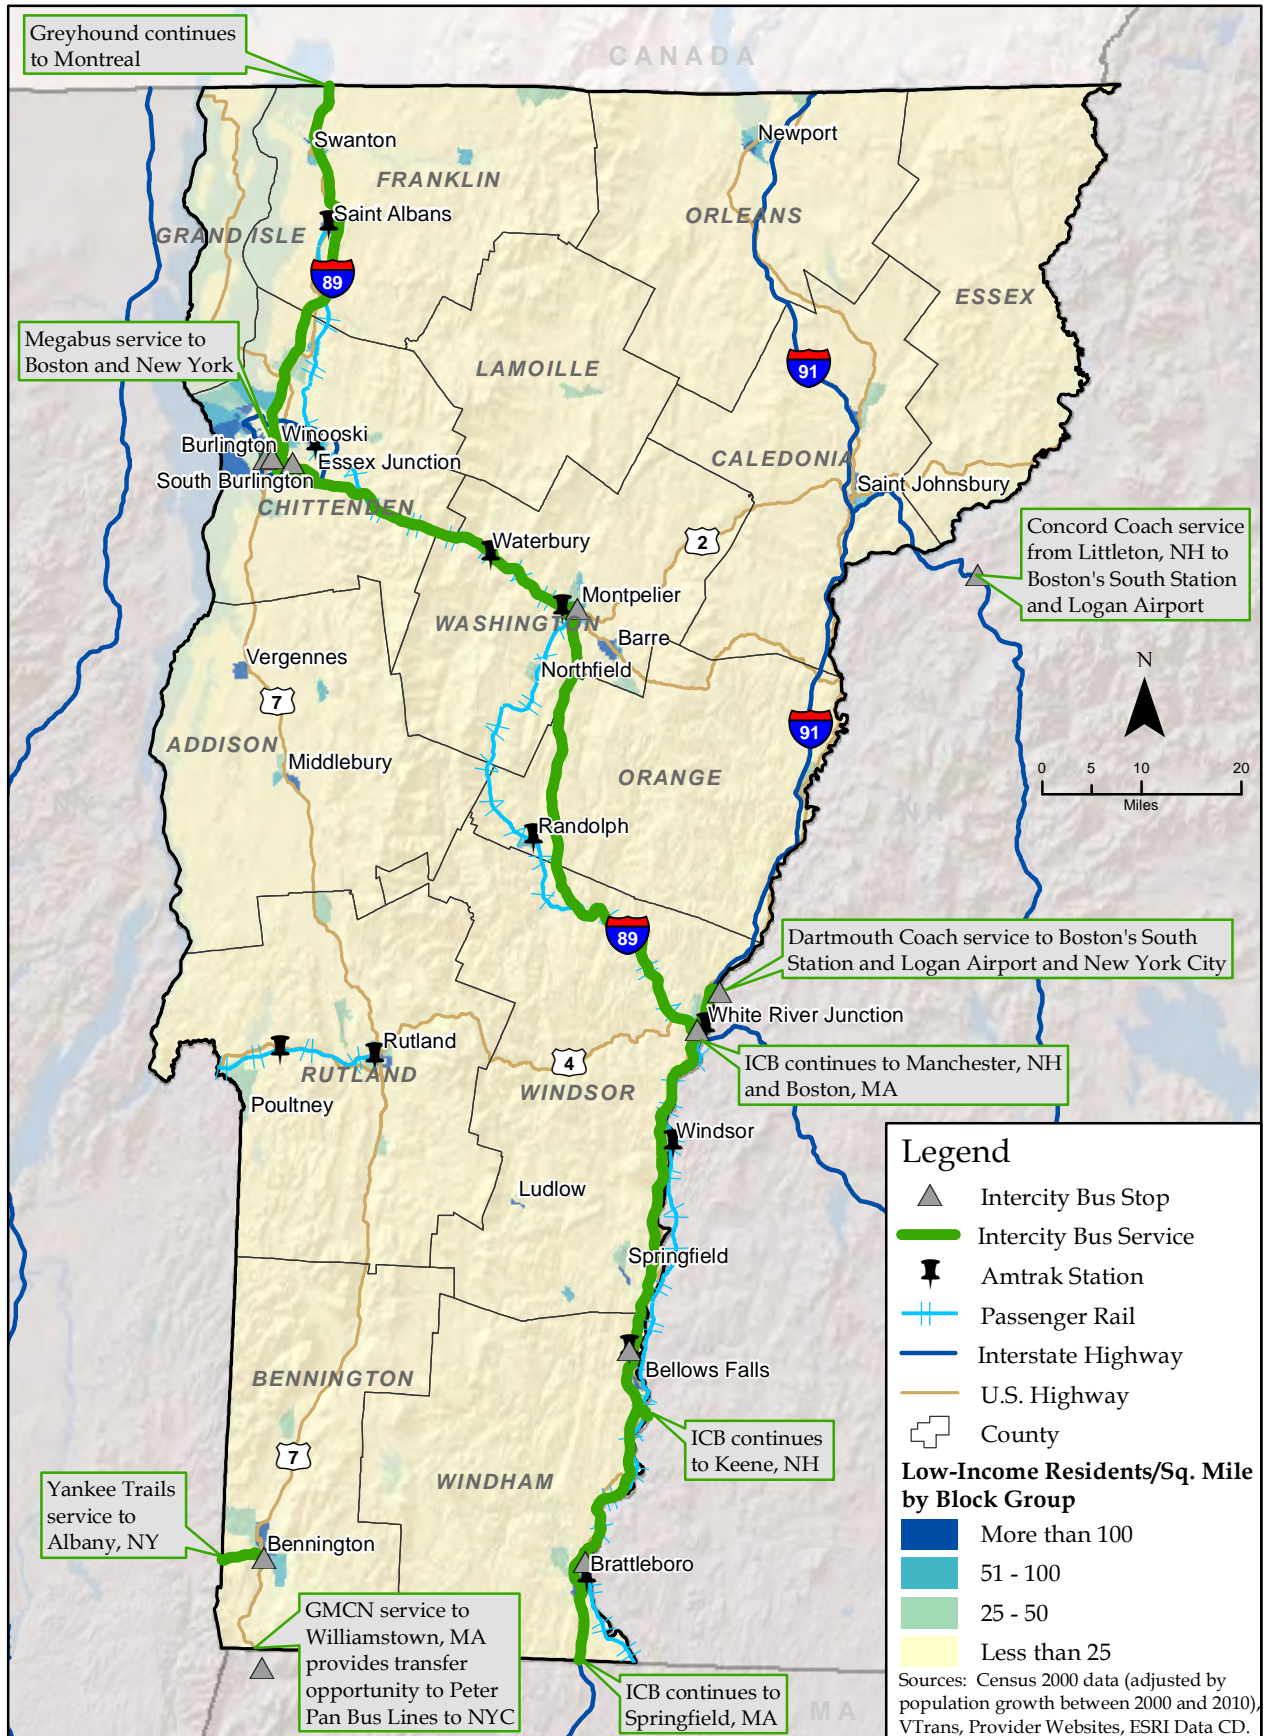 Greyhound continues
to Montreal
CANADA
Swanton
Newport
FRANKLIN
Saint Albans
ORLEANS
GRAND ISLE
89
ESSEX
Megabus service to
Boston and New York
LAMOILLE
91
Winooski
Burlington
Essex Junction
South Burlington
CALEDONIA
Saint Johnsbury
CHITTENDEN
Concord Coach service
from Littleton, NH to
Boston's South Station
and Logan Airport
Waterbury
2
Montpelier
WASHINGTON
Barre
Vergennes
Northfield
N
7
91
ADDISON
Middlebury
ORANGE
0 5 10 20
Miles
NY
Randolph
89
Dartmouth Coach service to Boston's South
Station and Logan Airport and New York City
White River Junction
Rutland
4
ICB continues to Manchester, NH
and Boston, MA
RUTLAND
WINDSOR
Poultney
Windsor
Ludlow
Springfield
Bellows Falls
BENNINGTON
ICB continues
to Keene, NH
7
WINDHAM
Yankee Trails
service to
Albany, NY
Bennington
Brattleboro
GMCN service to
Williamstown, MA
provides transfer
opportunity to Peter
Pan Bus Lines to NYC
ICB continues to
Springfield, MA
MA
Legend
Intercity Bus Stop
Intercity Bus Service
Amtrak Station
Passenger Rail
Interstate Highway
U.S. Highway
County
Low-Income Residents/Sq. Mile
by Block Group
More than 100
51 - 100
25 - 50
Less than 25
Sources: Census 2000 data (adjusted by
population growth between 2000 and 2010),
VTrans, Provider Websites, ESRI Data CD.